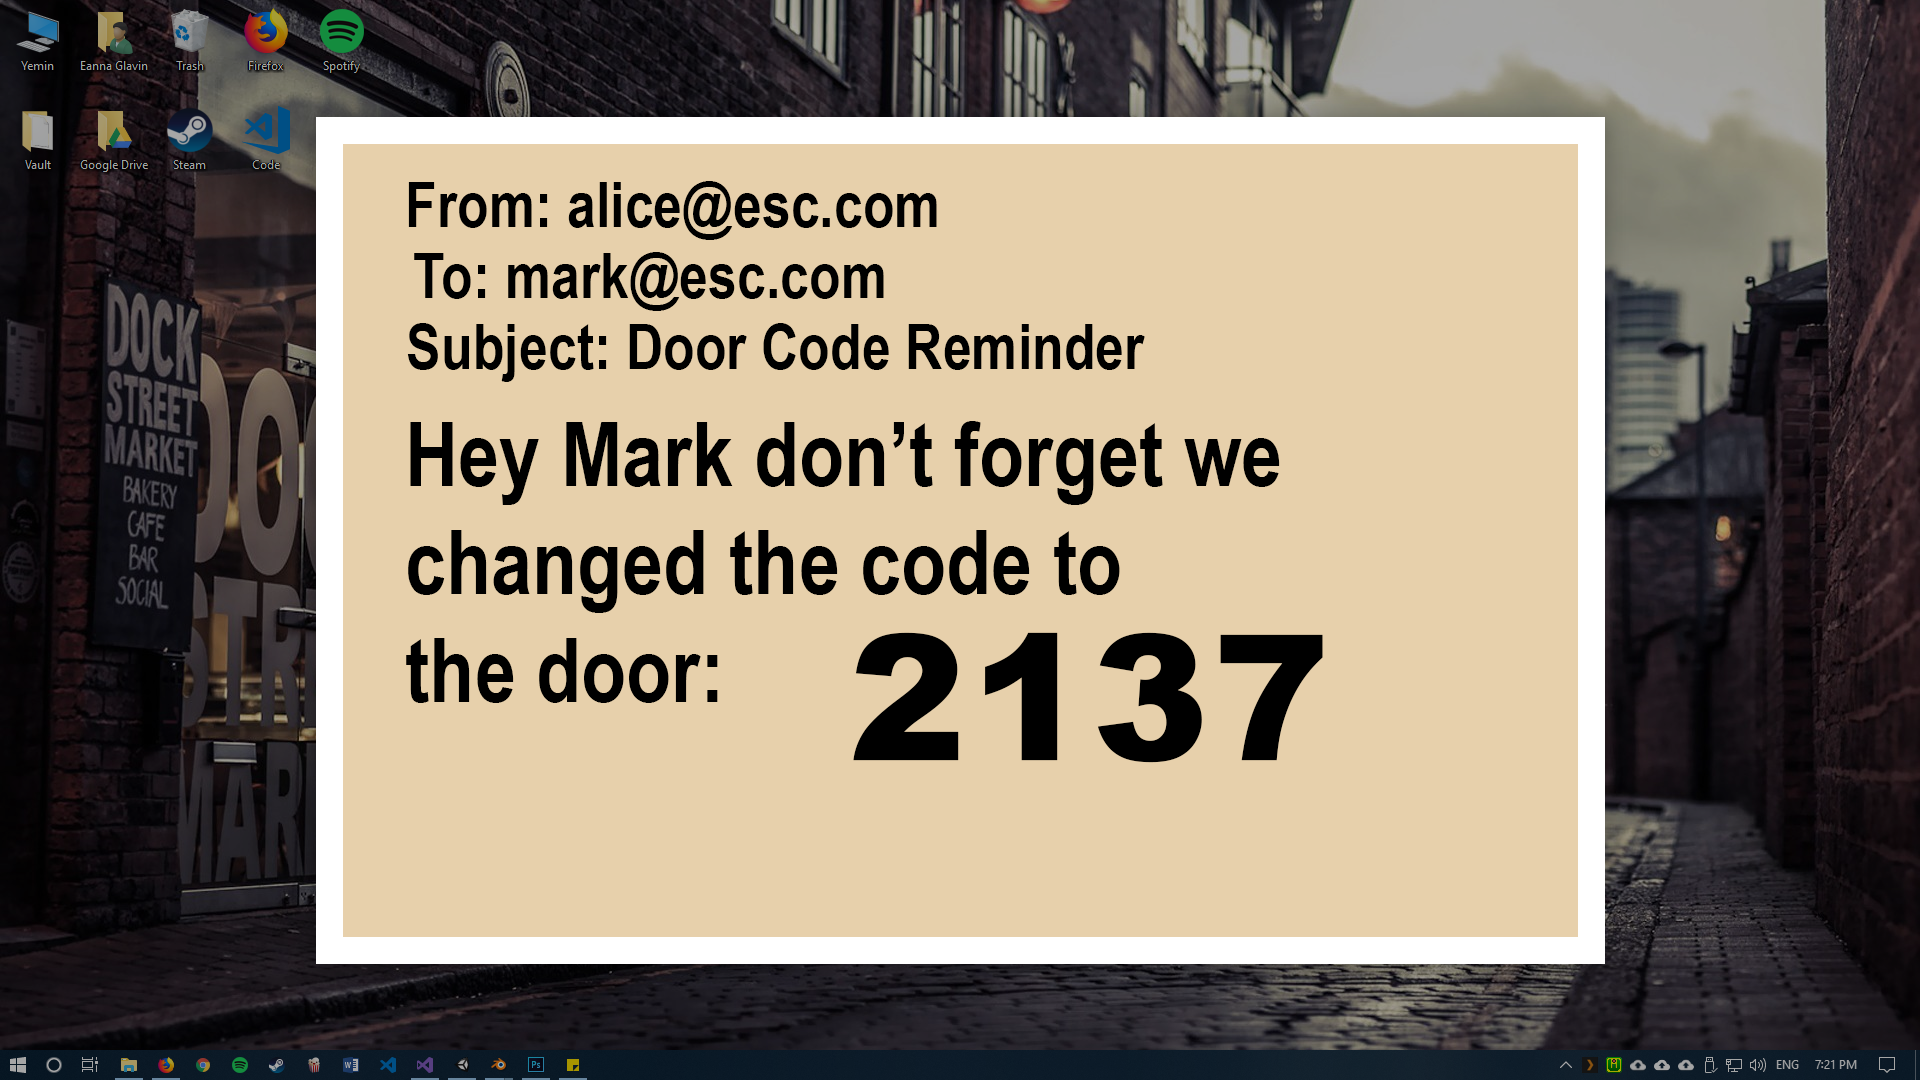 Yemin
Eanna Glavin
Trash
Firefox
Spotify
Vault
Google Drive
Steam
Code
From: alice@esc.com
To: mark@esc.com
Subject: Door Code Reminder
Hey Mark don’t forget we
changed the code to
the door: 2137
DOCK
STREET
MARKET
BAKERY
CAFE
BAR
SOCIAL
ENG
7:21 PM